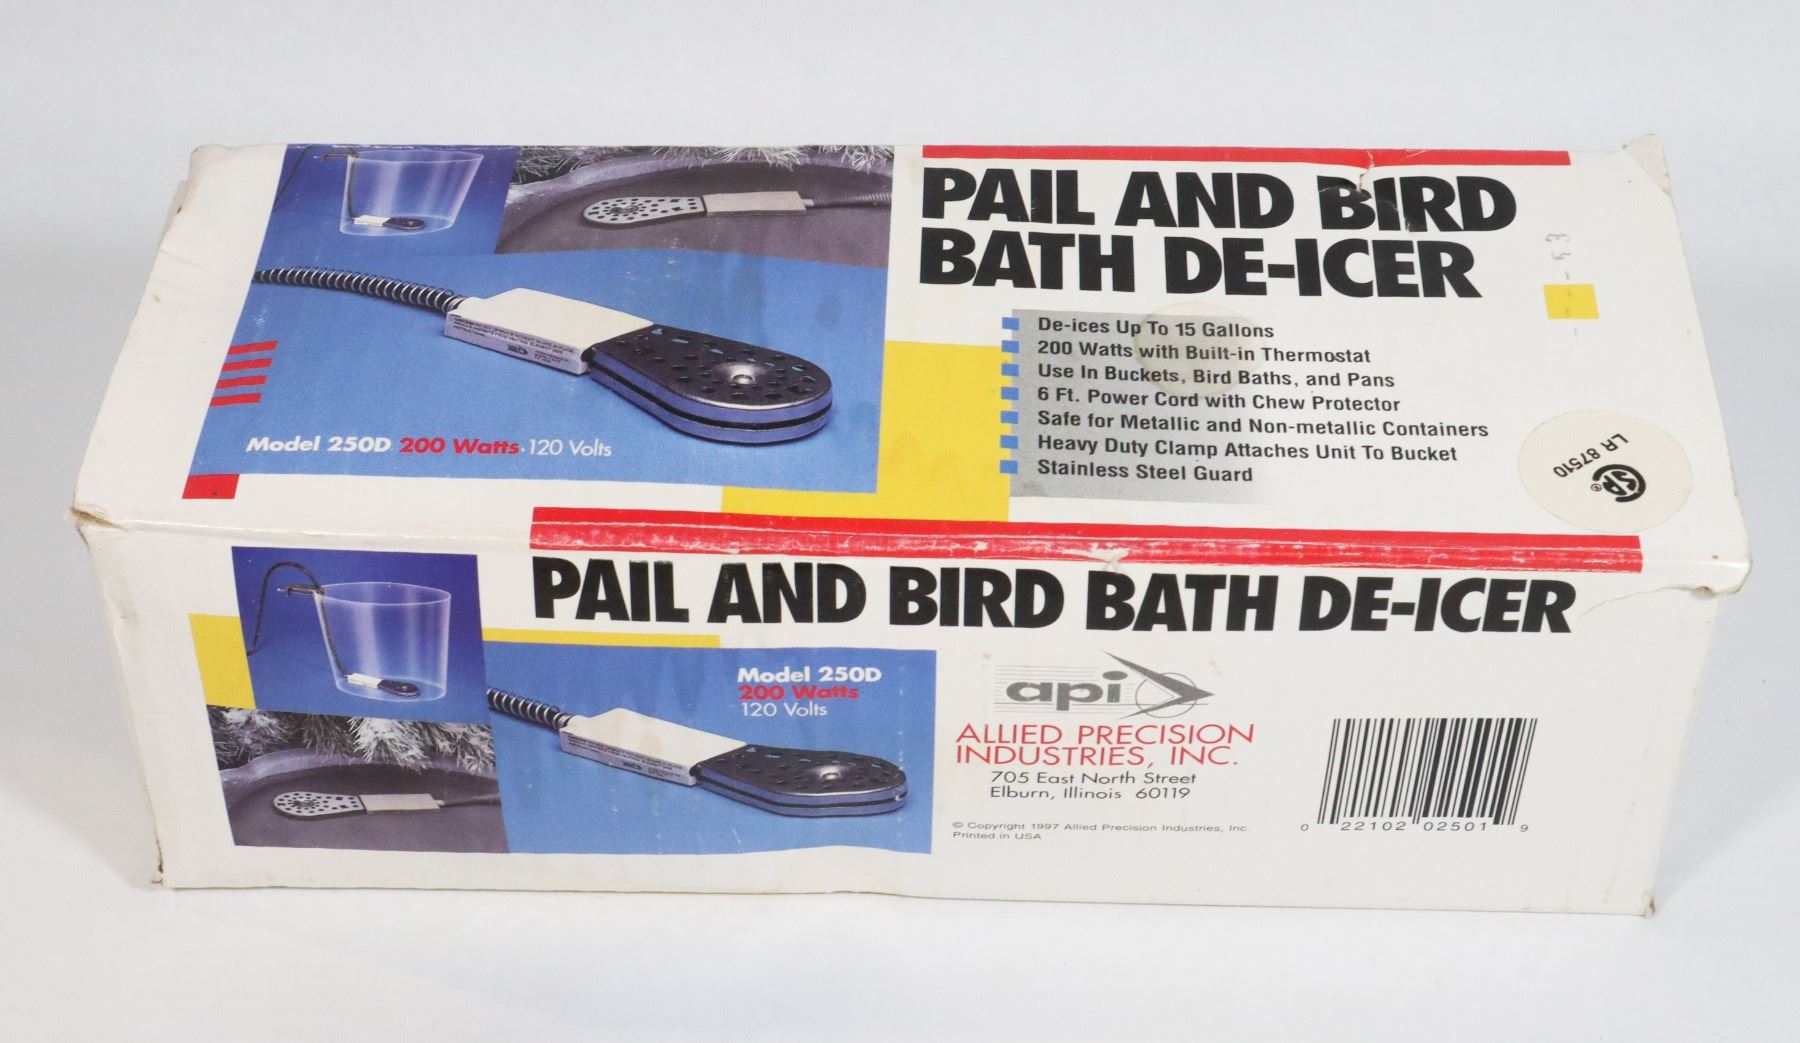 PAIL AND BIRD
BATH DE-ICER
De-ices Up To 15 Gallons
200 Watts with Built-in Thermostat
Use In Buckets, Bird Baths, and Pans
6 Ft. Power Cord with Chew Protector
Safe for Metallic and Non-metallic Containers
Heavy Duty Clamp Attaches Unit To Bucket
Stainless Steel Guard
Model 250D 200 Watts · 120 Volts
LR 87510
SA ®
PAIL AND BIRD BATH DE-ICER
Model 250D
200 Watts
120 Volts
api
ALLIED PRECISION
INDUSTRIES, INC.
705 East North Street
Elburn, Illinois 60119
© Copyright 1997 Allied Precision Industries, Inc.
Printed in USA
0 22102 02501 9